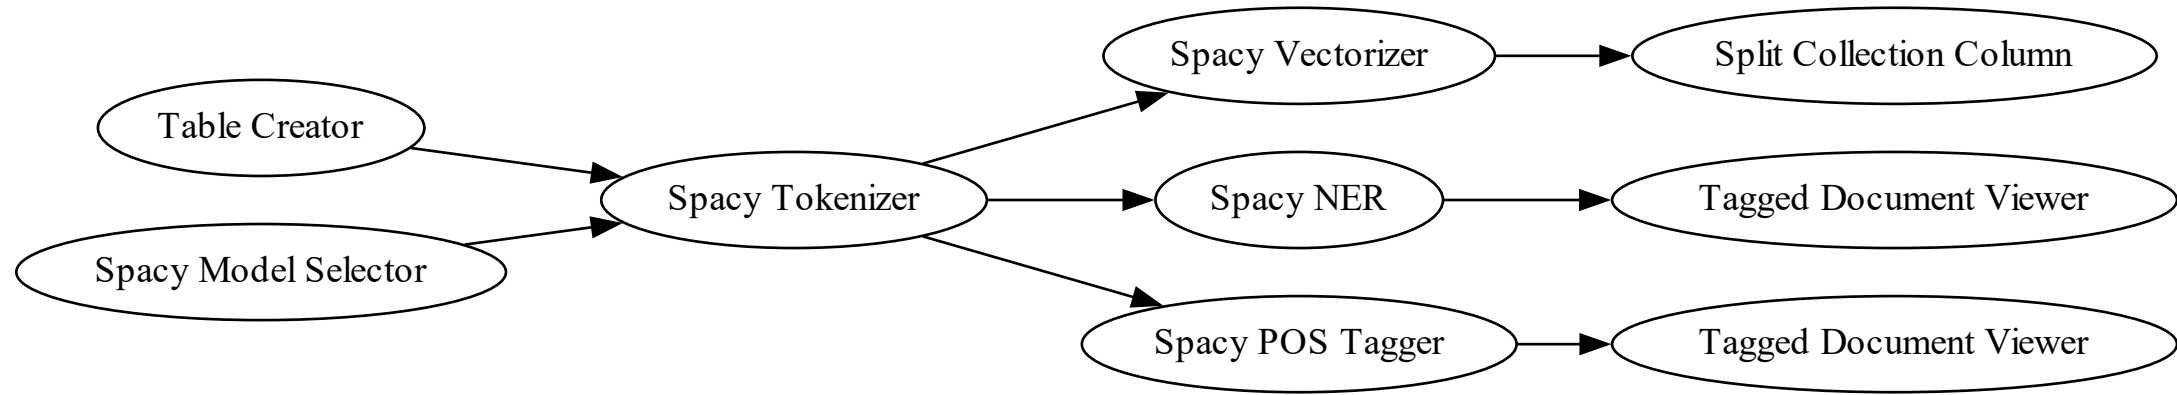 Table Creator
Spacy Model Selector
Spacy Tokenizer
Spacy Vectorizer
Split Collection Column
Spacy NER
Tagged Document Viewer
Spacy POS Tagger
Tagged Document Viewer